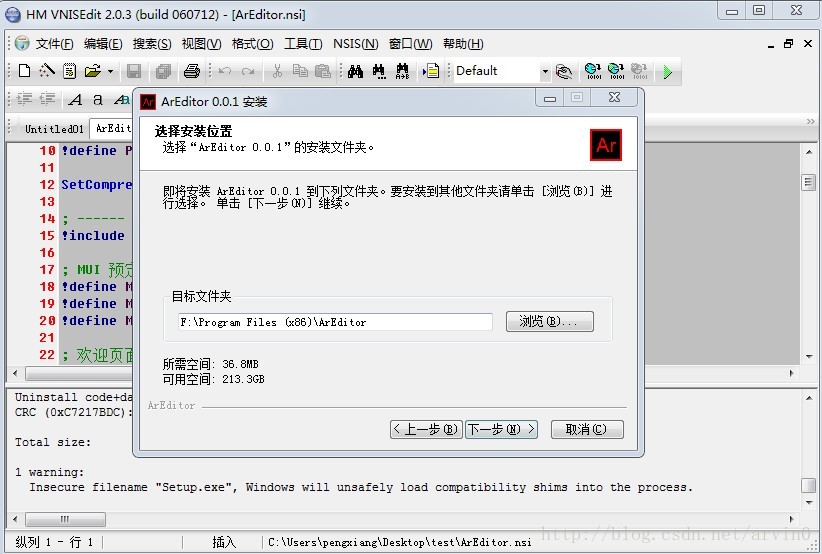 HM VNISEdit 2.0.3 (build 060712) - [ArEditor.nsi]
文件(F) 编辑(E) 搜索(S) 视图(V) 格式(O) 工具(T) NSIS(N) 窗口(W) 帮助(H)
Default
A a
Untitled01 ArEdit
Ar ArEditor 0.0.1 安装
选择安装位置
选择“ArEditor 0.0.1”的安装文件夹。
Ar
即将安装 ArEditor 0.0.1 到下列文件夹。要安装到其他文件夹请单击 [浏览(B)] 进
行选择。 单击 [下一步(N)] 继续。
目标文件夹
F:\Program Files (x86)\ArEditor
浏览(B)...
所需空间: 36.8MB
可用空间: 213.3GB
ArEditor
< 上一步(B) 下一步(N) > 取消(C)
10 !define P
11
12 SetCompre
13
14 ; ------
15 !include
16
17 ; MUI 预定
18 !define M
19 !define M
20 !define M
21
22 ; 欢迎页面
Uninstall code+da
CRC (0xC7217BDC):
Total size:
1 warning:
Insecure filename "Setup.exe", Windows will unsafely load compatibility shims into the process.
纵列 1 - 行 1 插入 C:\Users\pengxiang\Desktop\test\ArEditor.nsi
http://blog.csdn.net/arvin0